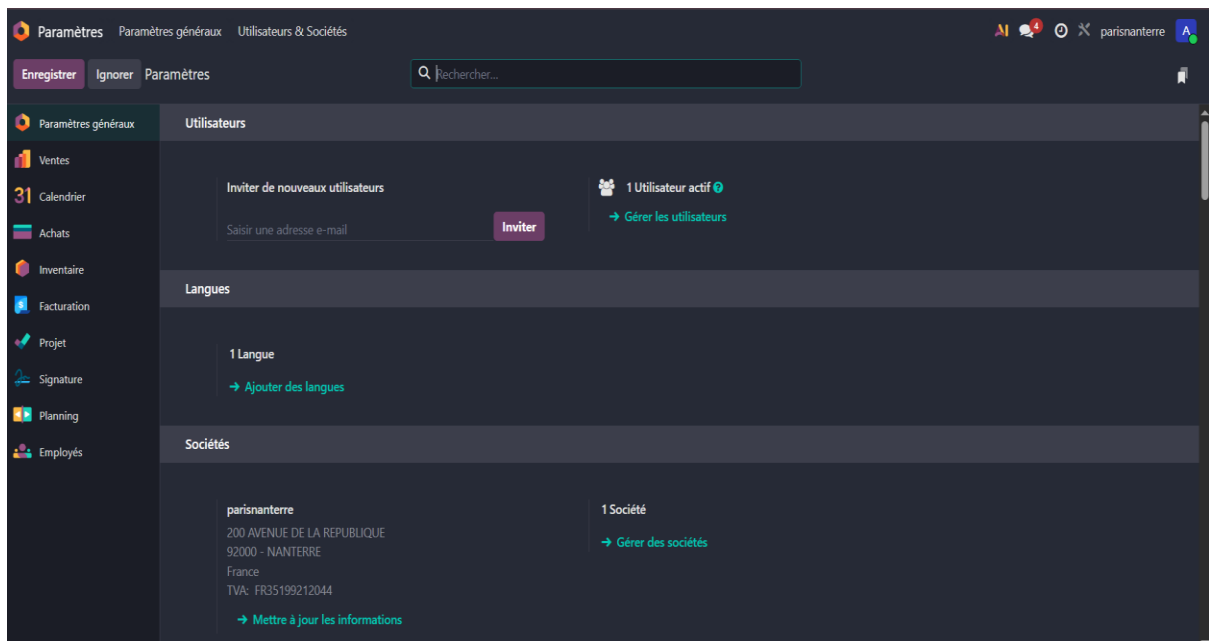 Paramètres Paramètres généraux Utilisateurs & Sociétés AI 4 parisnanterre A
Enregistrer Ignorer Paramètres Rechercher...
Paramètres généraux
Ventes
31 Calendrier
Achats
Inventaire
Facturation
Projet
Signature
Planning
Employés
Utilisateurs
Inviter de nouveaux utilisateurs
Saisir une adresse e-mail Inviter
1 Utilisateur actif ?
→ Gérer les utilisateurs
Langues
1 Langue
→ Ajouter des langues
Sociétés
parisnanterre
200 AVENUE DE LA REPUBLIQUE
92000 - NANTERRE
France
TVA: FR35199212044
→ Mettre à jour les informations
1 Société
→ Gérer des sociétés